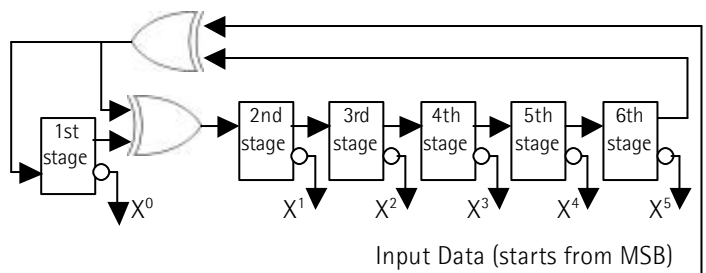 1st
stage
2nd
stage
3rd
stage
4th
stage
5th
stage
6th
stage
X⁰
X¹
X²
X³
X⁴
X⁵
Input Data (starts from MSB)